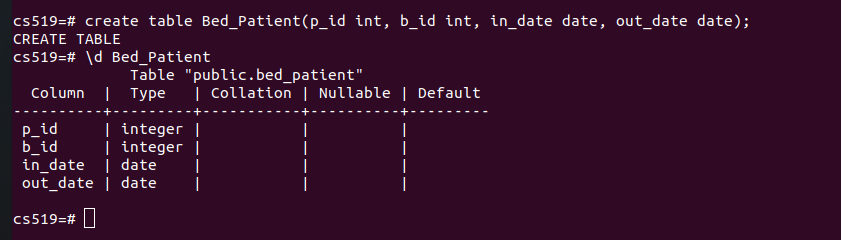 cs519=# create table Bed_Patient(p_id int, b_id int, in_date date, out_date date);
CREATE TABLE
cs519=# \d Bed_Patient
             Table "public.bed_patient"
  Column  |  Type   | Collation | Nullable | Default
----------+---------+-----------+----------+---------
 p_id     | integer |           |          |
 b_id     | integer |           |          |
 in_date  | date    |           |          |
 out_date | date    |           |          |
cs519=#